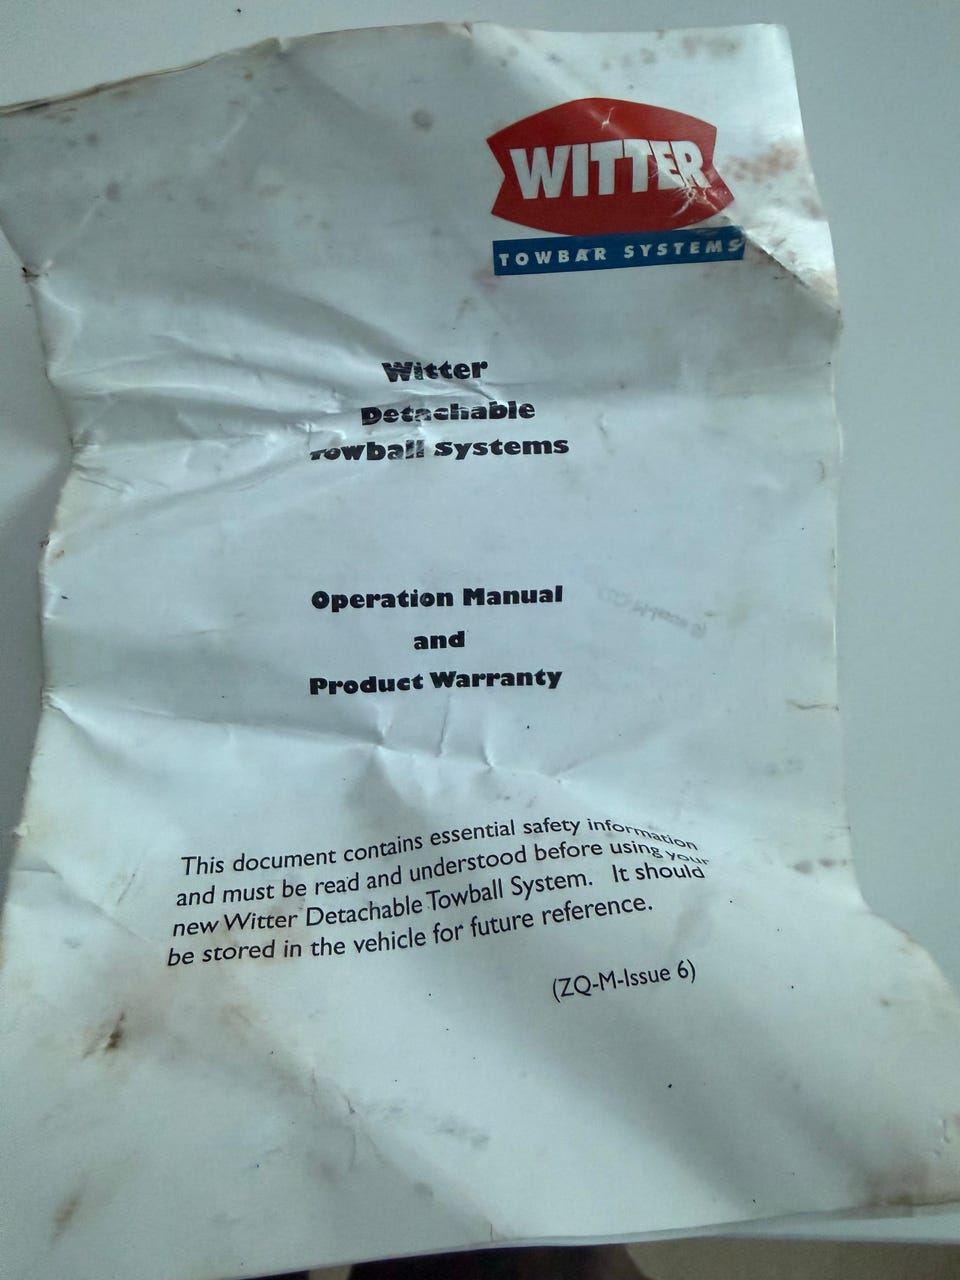 WITTER
TOWBAR SYSTEMS
Witter
Detachable
Towball Systems
Operation Manual
and
Product Warranty
This document contains essential safety information
and must be read and understood before using your
new Witter Detachable Towball System. It should
be stored in the vehicle for future reference.
(ZQ-M-Issue 6)